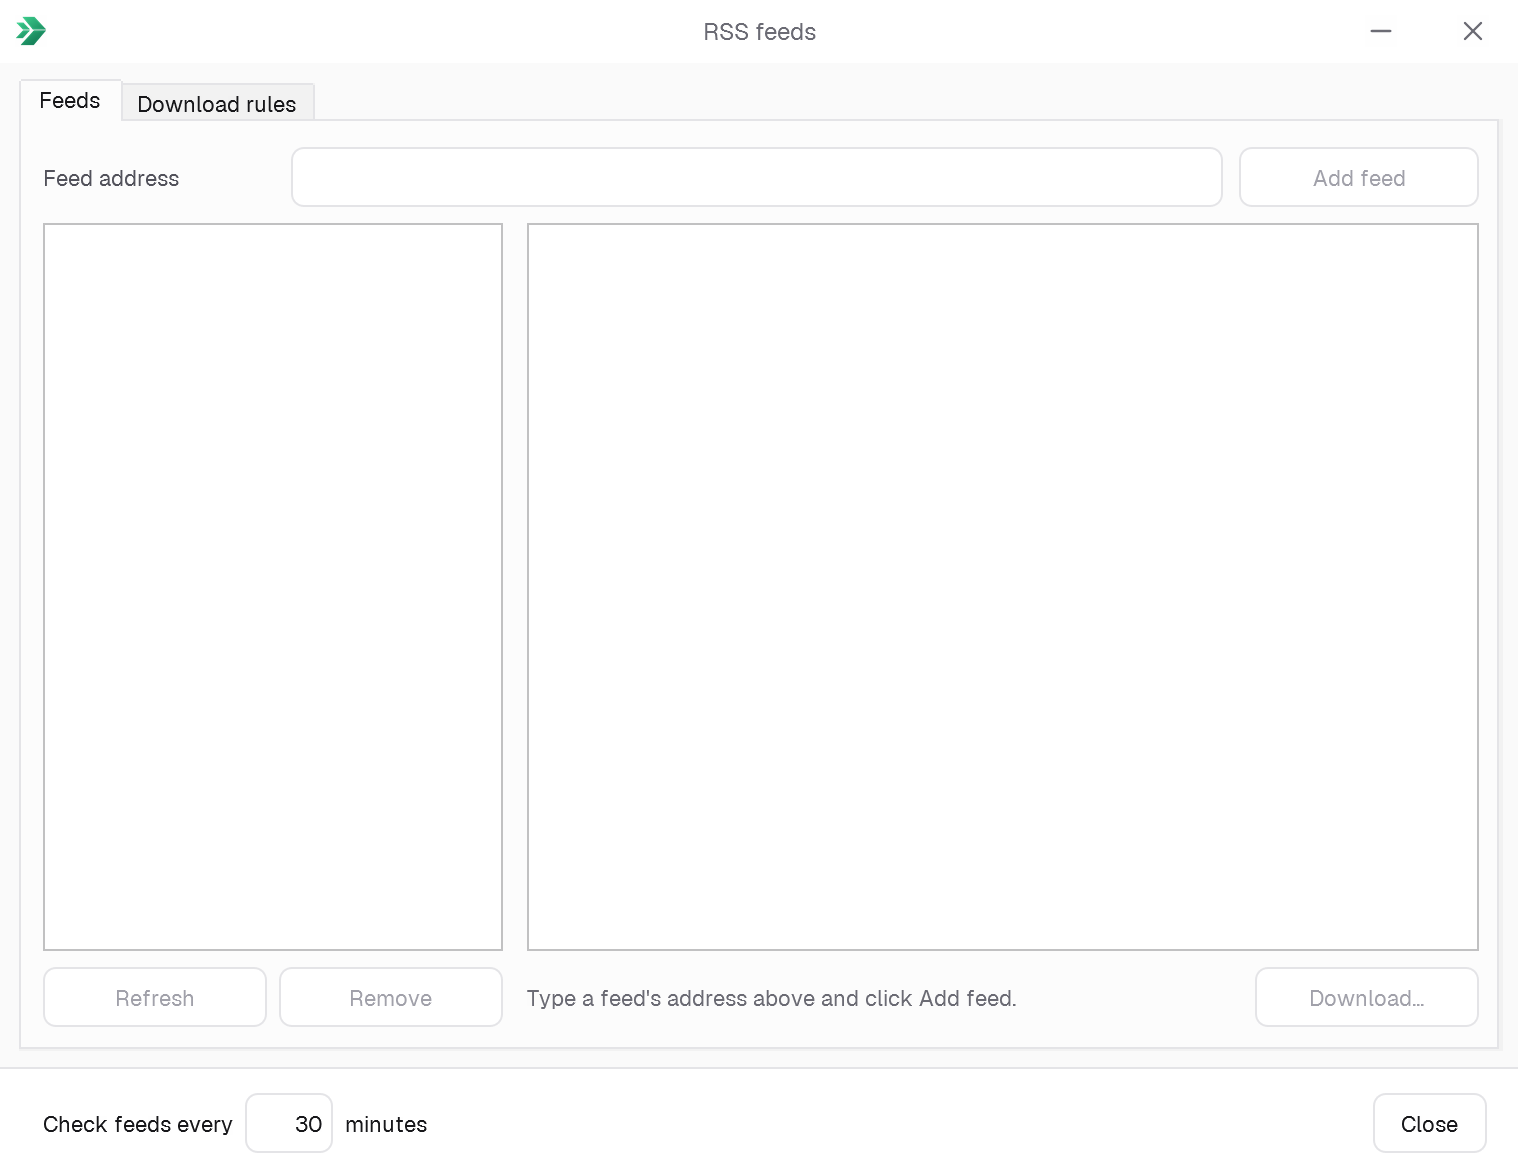 RSS feeds
Feeds
Download rules
Feed address
Add feed
Refresh
Remove
Type a feed's address above and click Add feed.
Download...
Check feeds every 30 minutes
Close